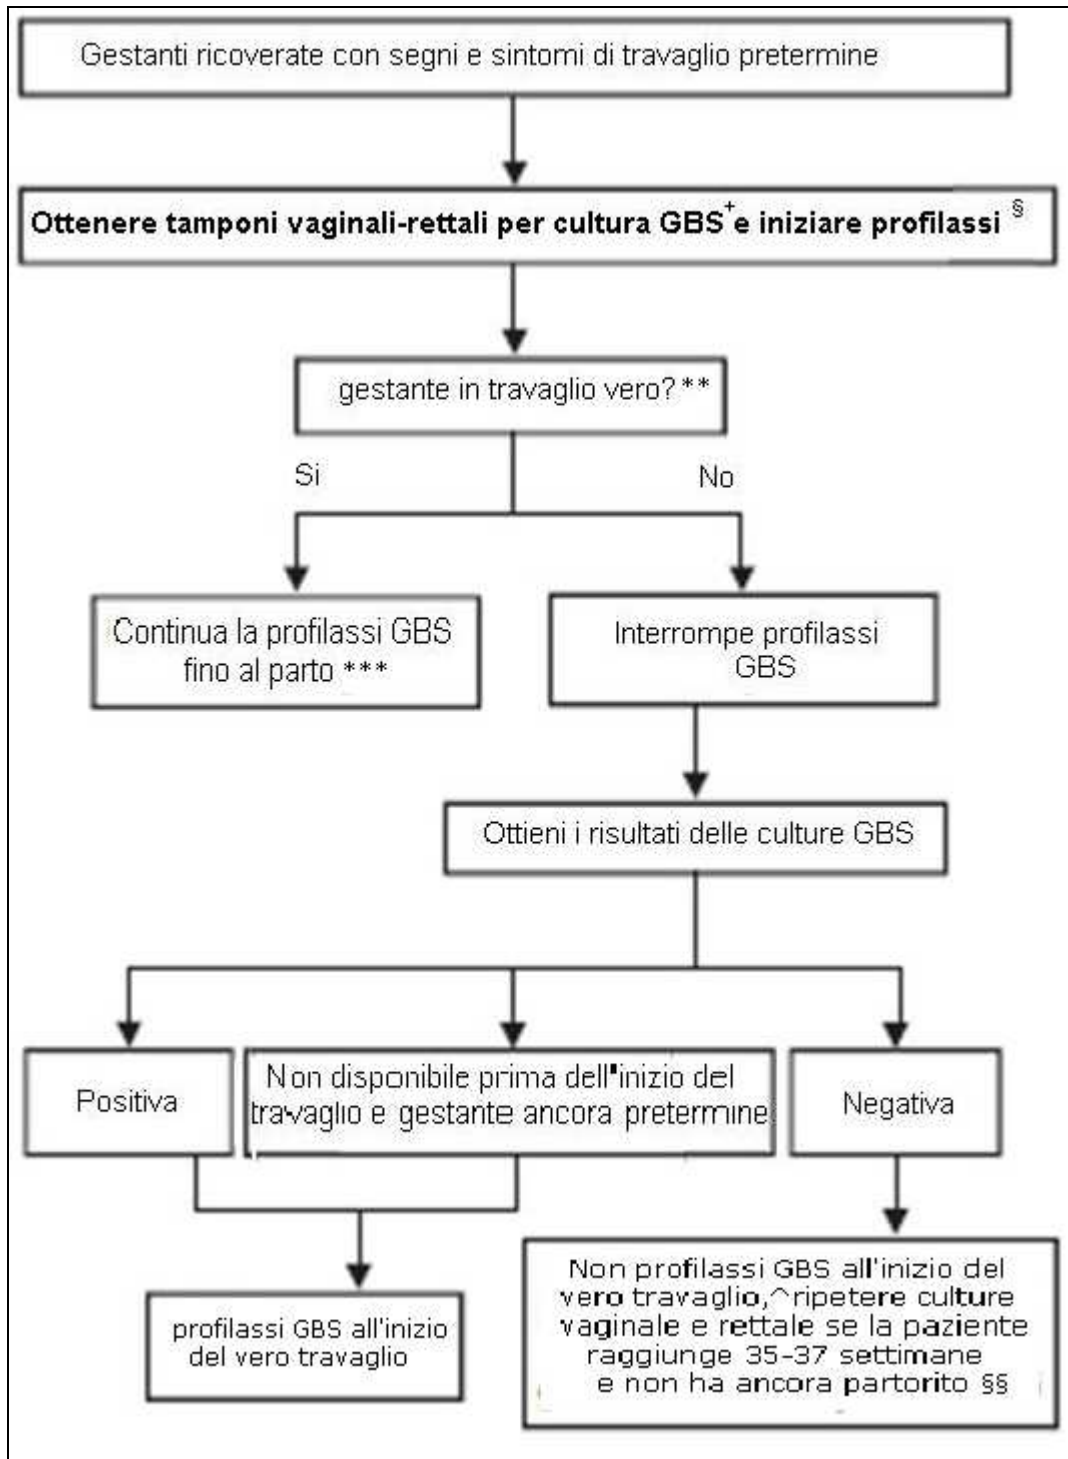 Gestanti ricoverate con segni e sintomi di travaglio pretermine
Ottenere tamponi vaginali-rettali per cultura GBS+ e iniziare profilassi §
gestante in travaglio vero? **
Si
No
Continua la profilassi GBS
fino al parto ***
Interrompe profilassi
GBS
Ottieni i risultati delle culture GBS
Positiva
Non disponibile prima dell'inizio del
travaglio e gestante ancora pretermine
Negativa
profilassi GBS all'inizio
del vero travaglio
Non profilassi GBS all'inizio del
vero travaglio,^ripetere culture
vaginale e rettale se la paziente
raggiunge 35-37 settimane
e non ha ancora partorito §§